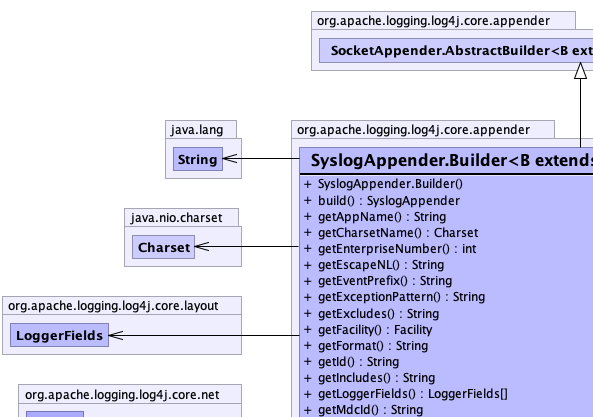 org.apache.logging.log4j.core.appender
SocketAppender.AbstractBuilder<B ext
java.lang
String
org.apache.logging.log4j.core.appender
SyslogAppender.Builder<B extends
+ SyslogAppender.Builder()
+ build() : SyslogAppender
+ getAppName() : String
+ getCharsetName() : Charset
+ getEnterpriseNumber() : int
+ getEscapeNL() : String
+ getEventPrefix() : String
+ getExceptionPattern() : String
+ getExcludes() : String
+ getFacility() : Facility
+ getFormat() : String
+ getId() : String
+ getIncludes() : String
+ getLoggerFields() : LoggerFields[]
+ getMdcId() : String
java.nio.charset
Charset
org.apache.logging.log4j.core.layout
LoggerFields
org.apache.logging.log4j.core.net